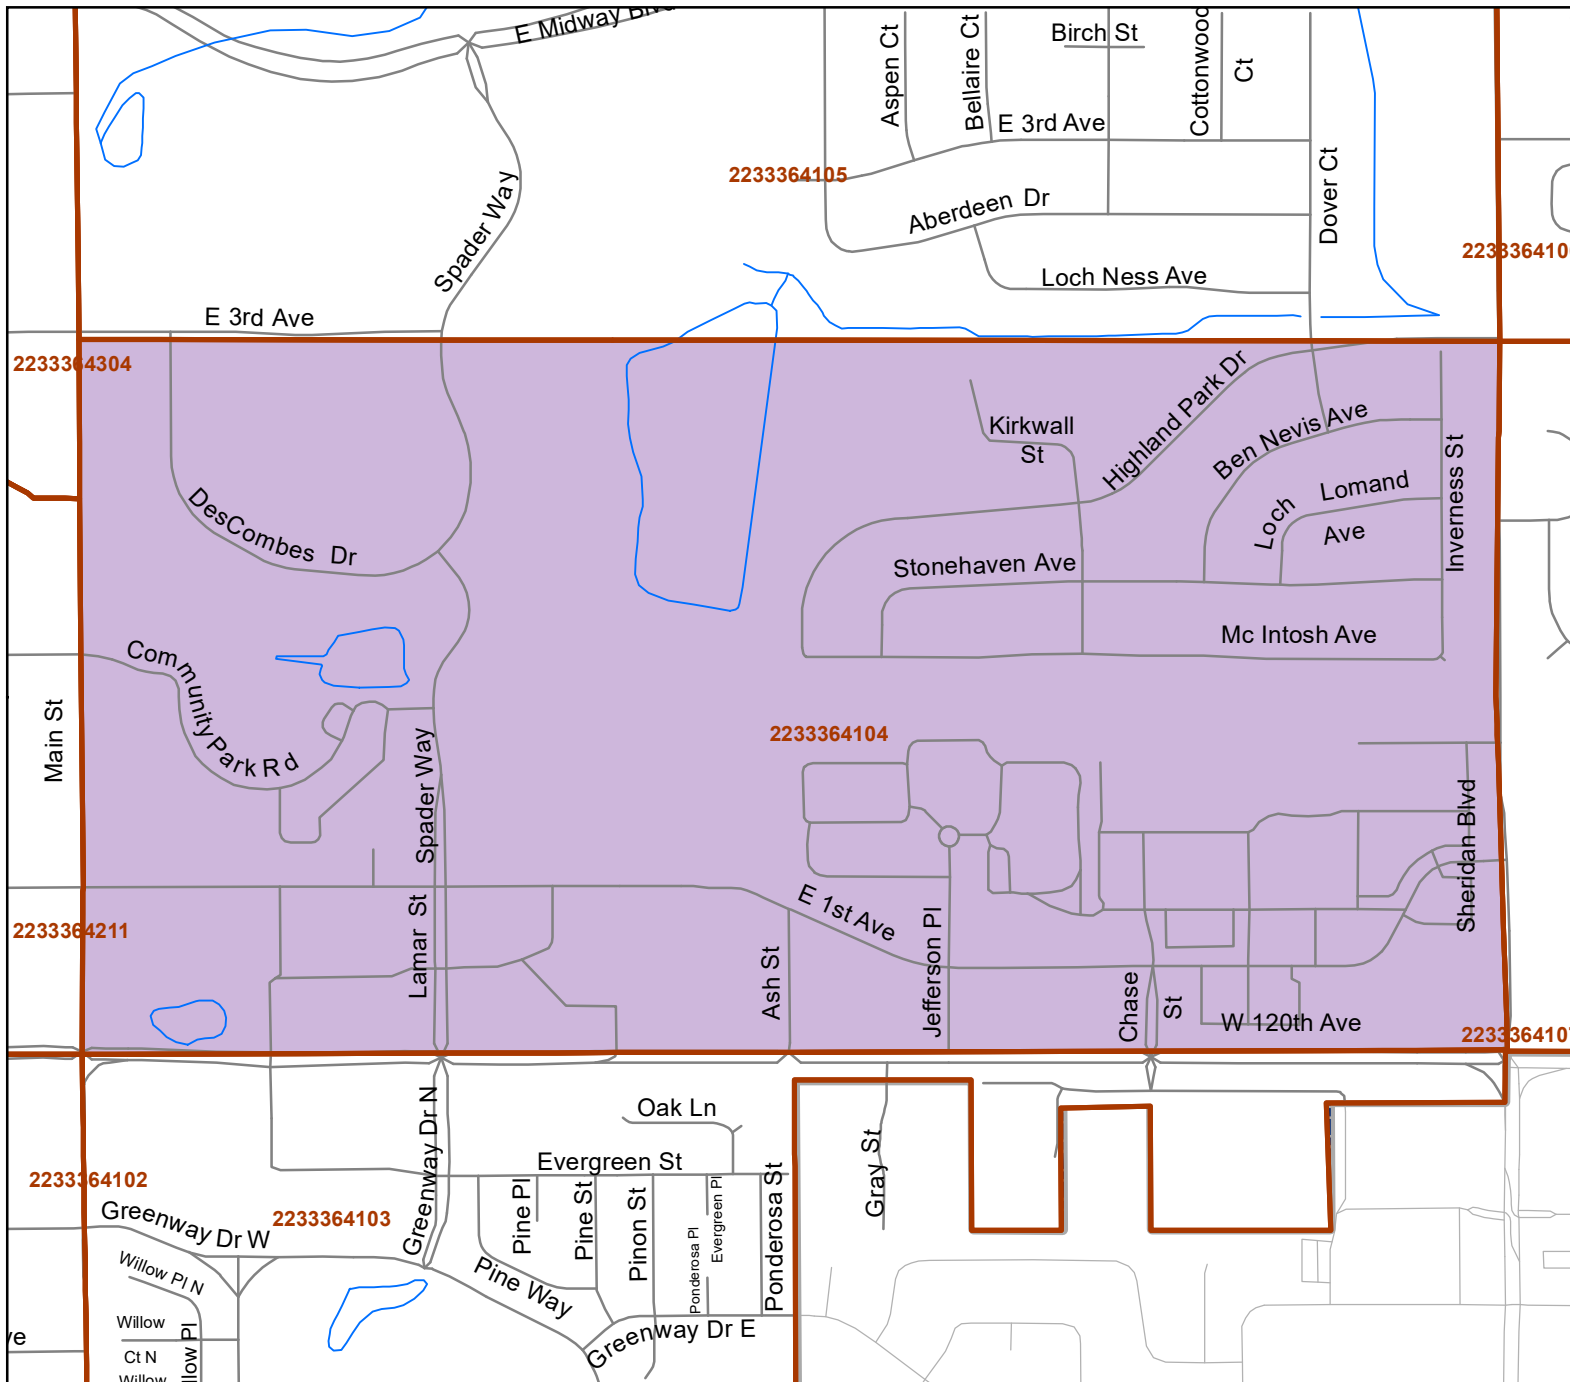 E Midway Blvd
Aspen Ct
Bellaire Ct
Birch St
Cottonwood
Ct
E 3rd Ave
2233364105
Spader Way
Aberdeen Dr
Dover Ct
Loch Ness Ave
E 3rd Ave
2233364304
Highland Park Dr
Kirkwall
St
Ben Nevis Ave
Loch
Lomand
Ave
Inverness St
DesCombes Dr
Stonehaven Ave
Mc Intosh Ave
Community Park Rd
Main St
Spader Way
2233364104
Sheridan Blvd
E 1st Ave
Lamar St
2233364211
Ash St
Jefferson Pl
Chase
St
W 120th Ave
Oak Ln
Greenway Dr N
Evergreen St
Gray St
2233364102
2233364103
Greenway Dr W
Pine Pl
Pine St
Pinon St
Ponderosa Pl
Evergreen Pl
Ponderosa St
Willow Pl N
Pine Way
Willow
Ct N
Willow
Greenway Dr E